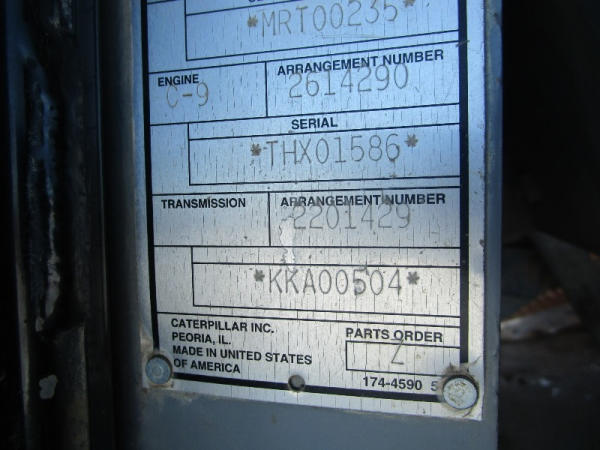 *MRT00235*
ENGINE ARRANGEMENT NUMBER
C-9 2614290
SERIAL
*THX01586*
TRANSMISSION ARRANGEMENT NUMBER
2201429
*KKA00504*
CATERPILLAR INC. PARTS ORDER
PEORIA, IL.
MADE IN UNITED STATES Z
OF AMERICA
174-4590 5